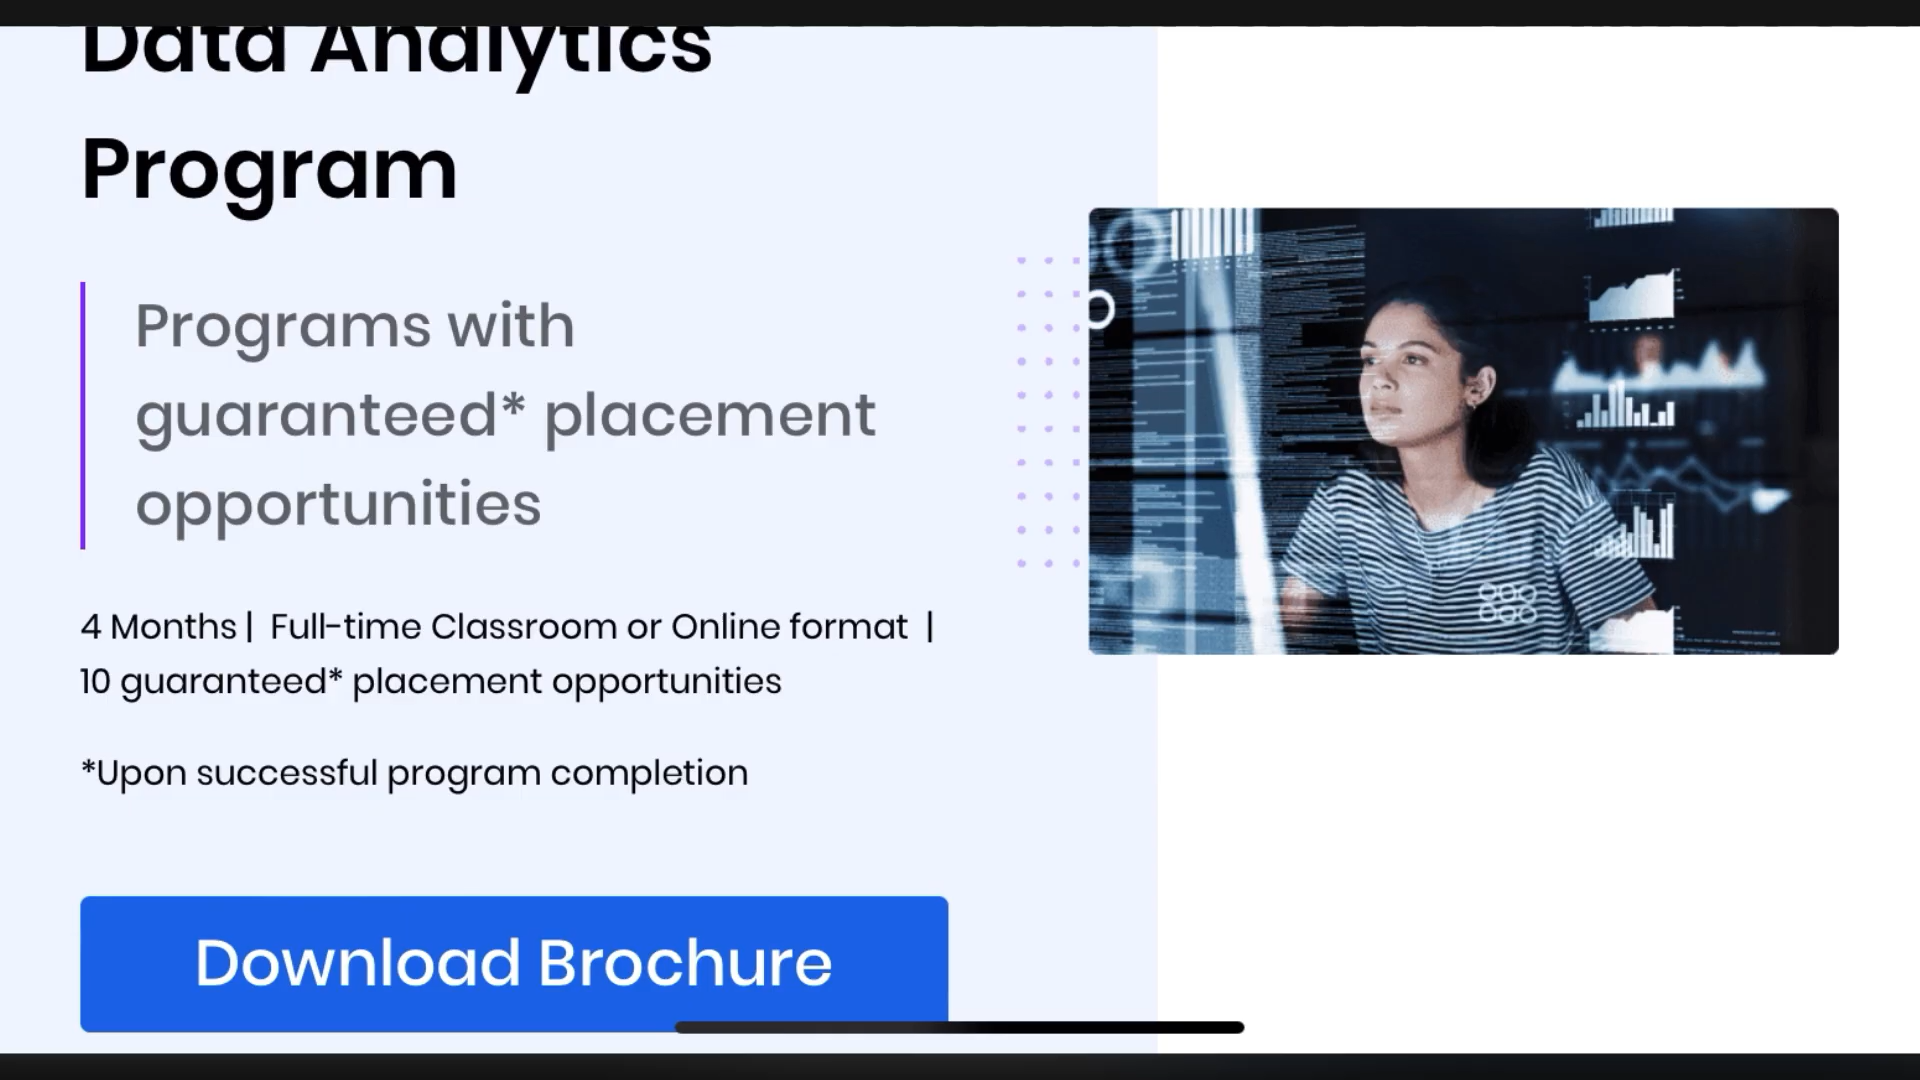 Data Analytics
Program
Programs with
guaranteed* placement
opportunities
4 Months | Full-time Classroom or Online format |
10 guaranteed* placement opportunities
*Upon successful program completion
Download Brochure